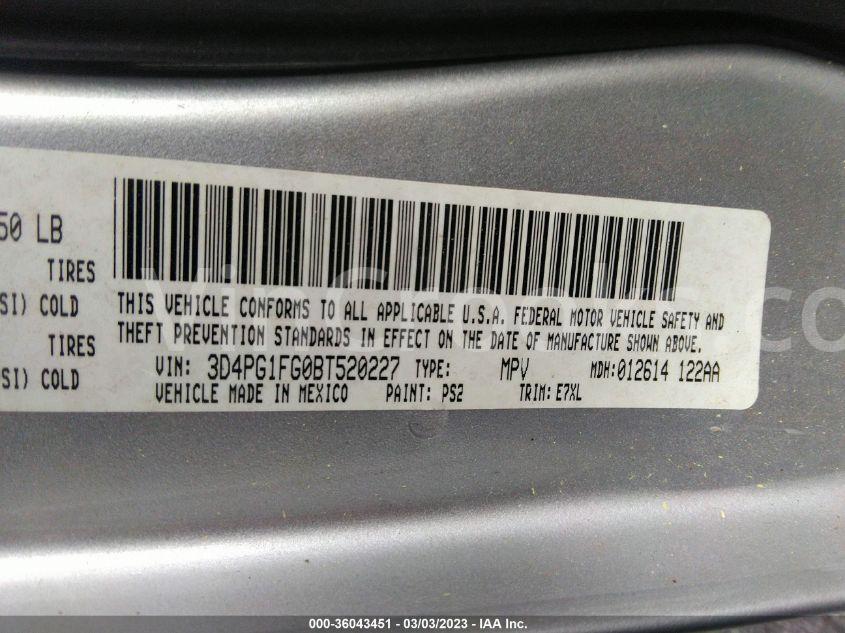 50 LB
TIRES
SI) COLD
TIRES
SI) COLD
THIS VEHICLE CONFORMS TO ALL APPLICABLE U.S.A. FEDERAL MOTOR VEHICLE SAFETY AND
THEFT PREVENTION STANDARDS IN EFFECT ON THE DATE OF MANUFACTURE SHOWN ABOVE.
VIN: 3D4PG1FG0BT520227 TYPE: MPV MDH:012614 122AA
VEHICLE MADE IN MEXICO PAINT: PS2 TRIM: E7XL
000-36043451 - 03/03/2023 - © IAA Inc.